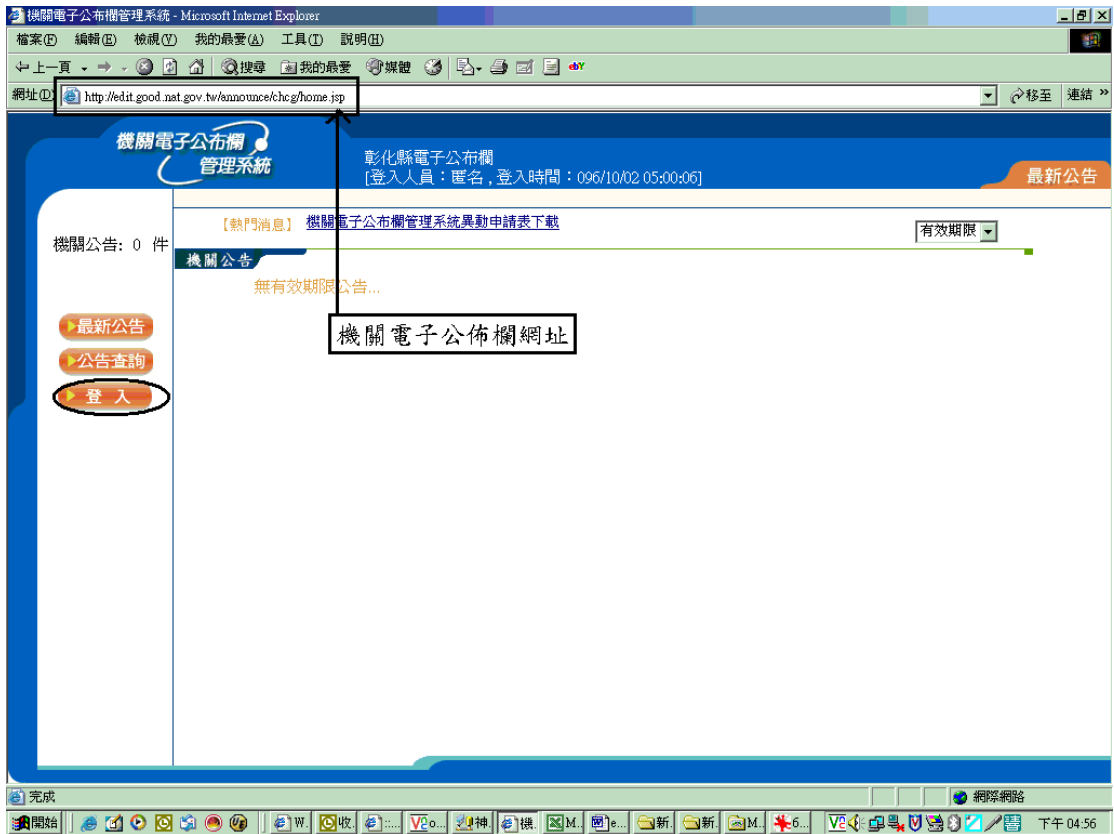 機關電子公布欄管理系統 - Microsoft Internet Explorer
檔案(F) 編輯(E) 檢視(V) 我的最愛(A) 工具(T) 說明(H)
上一頁 搜尋 我的最愛 媒體
網址(D) http://edit.good.nat.gov.tw/announce/chcg/home.jsp 移至 連結 »
機關電子公布欄
管理系統
彰化縣電子公布欄
[登入人員：匿名 , 登入時間：096/10/02 05:00:06]
最新公告
【熱門消息】 機關電子公布欄管理系統異動申請表下載
有效期限
機關公告: 0 件
機關公告
無有效期限公告...
機關電子公佈欄網址
最新公告
公告查詢
登 入
完成 網際網路
開始 W. 收. ::... o... 神. 機. M. e... 新. 新. M. 6... 下午 04:56